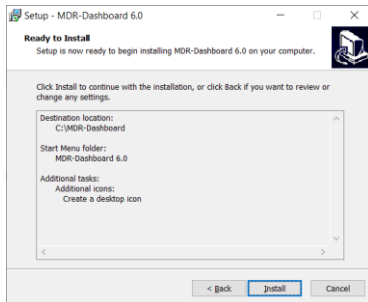 Setup - MDR-Dashboard 6.0
Ready to Install
Setup is now ready to begin installing MDR-Dashboard 6.0 on your computer.
Click Install to continue with the installation, or click Back if you want to review or
change any settings.
Destination location:
C:\MDR-Dashboard
Start Menu folder:
MDR-Dashboard 6.0
Additional tasks:
Additional icons:
Create a desktop icon
< Back
Install
Cancel